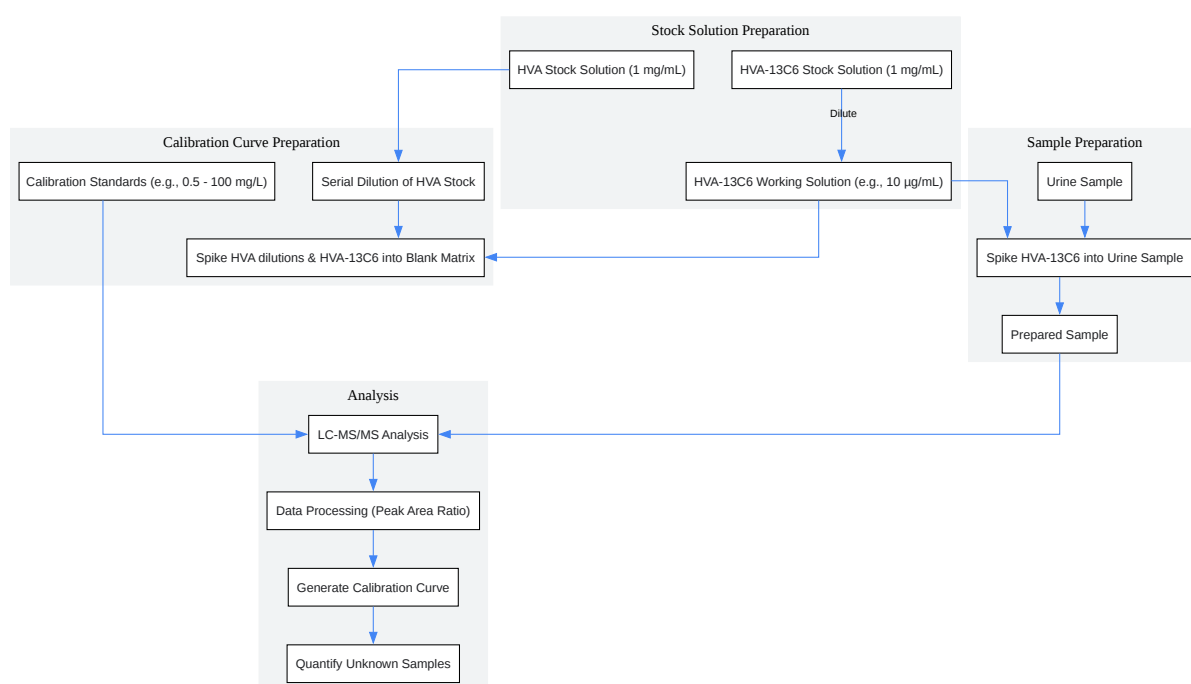 Stock Solution Preparation
HVA Stock Solution (1 mg/mL)
HVA-13C6 Stock Solution (1 mg/mL)
Dilute
Calibration Curve Preparation
Sample Preparation
Calibration Standards (e.g., 0.5 - 100 mg/L)
Serial Dilution of HVA Stock
HVA-13C6 Working Solution (e.g., 10 µg/mL)
Urine Sample
Spike HVA dilutions & HVA-13C6 into Blank Matrix
Spike HVA-13C6 into Urine Sample
Prepared Sample
Analysis
LC-MS/MS Analysis
Data Processing (Peak Area Ratio)
Generate Calibration Curve
Quantify Unknown Samples